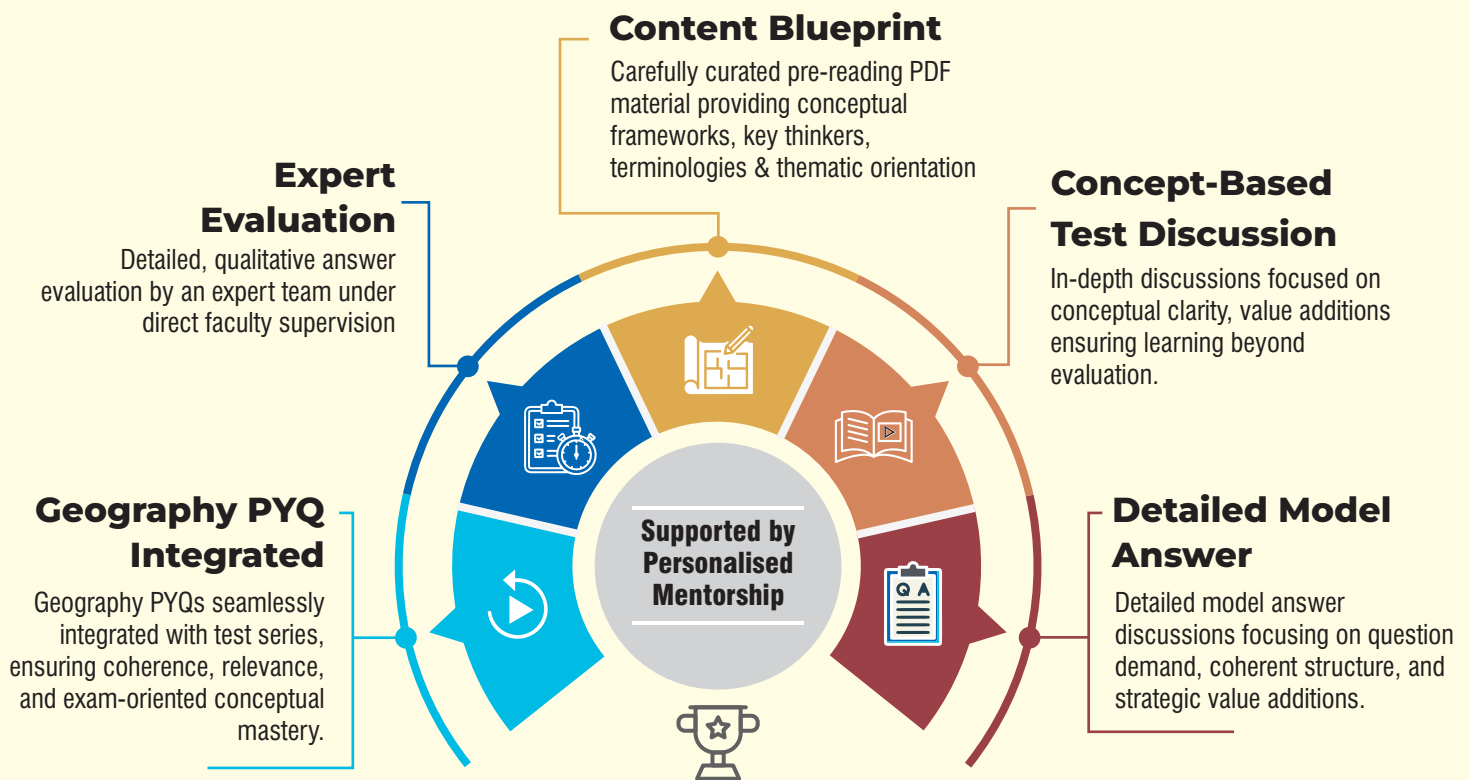 Content Blueprint
Carefully curated pre-reading PDF
material providing conceptual
frameworks, key thinkers,
terminologies & thematic orientation
Expert
Evaluation
Detailed, qualitative answer
evaluation by an expert team under
direct faculty supervision
Concept-Based
Test Discussion
In-depth discussions focused on
conceptual clarity, value additions
ensuring learning beyond
evaluation.
Geography PYQ
Integrated
Geography PYQs seamlessly
integrated with test series,
ensuring coherence, relevance,
and exam-oriented conceptual
mastery.
Supported by
Personalised
Mentorship
Q A
Detailed Model
Answer
Detailed model answer
discussions focusing on question
demand, coherent structure, and
strategic value additions.